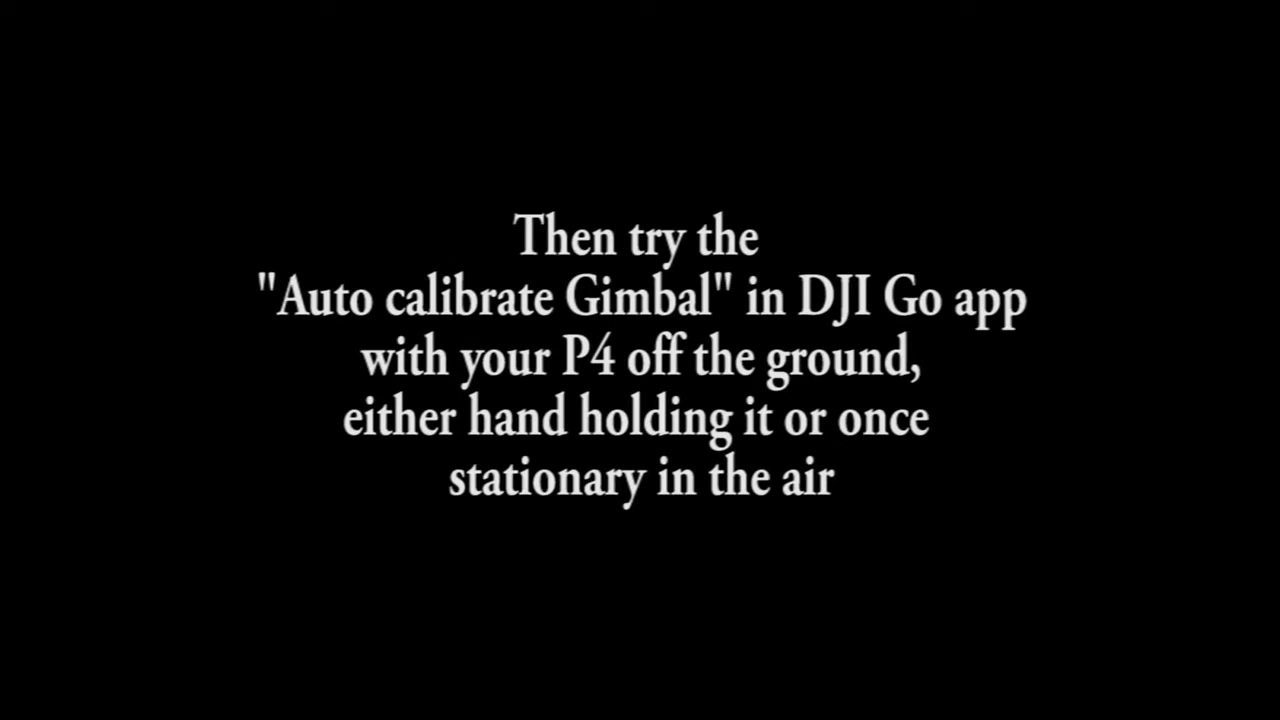 Then try the
"Auto calibrate Gimbal" in DJI Go app
with your P4 off the ground,
either hand holding it or once
stationary in the air